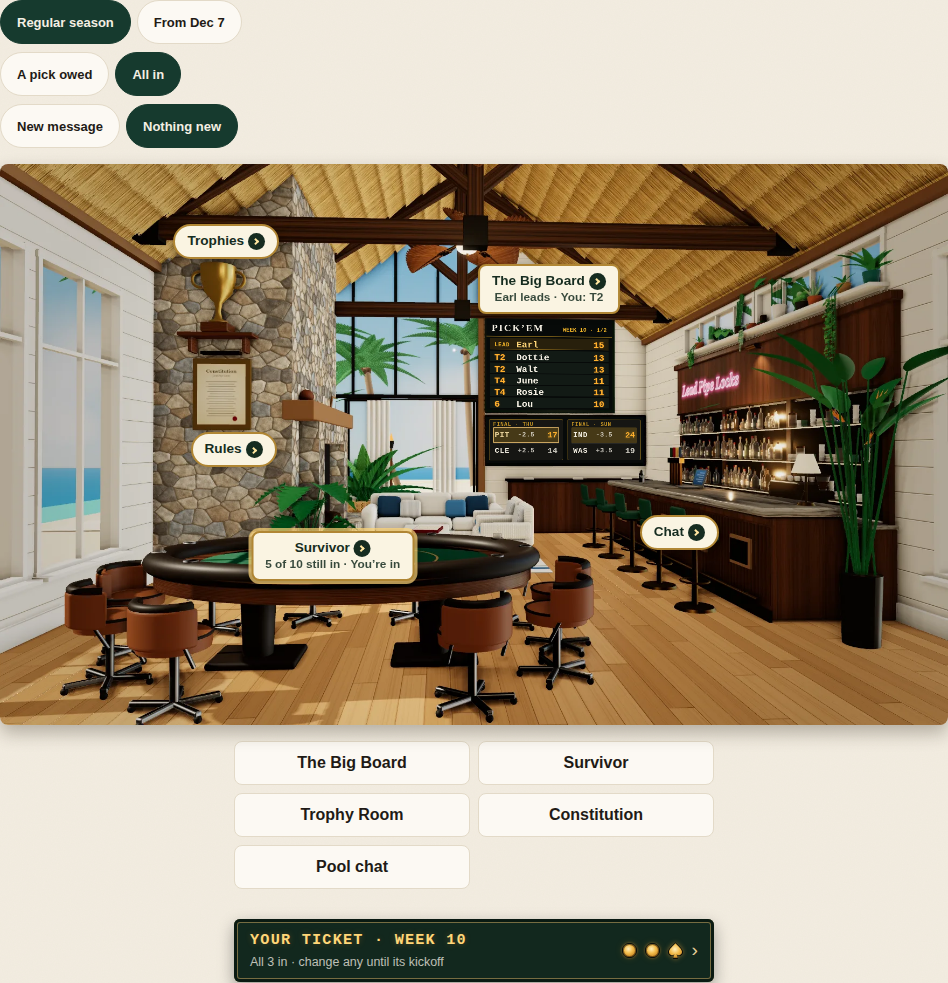 Regular season
From Dec 7
A pick owed
All in
New message
Nothing new
Trophies
The Big Board
Earl leads · You: T2
PICK'EM WEEK 10 · 1/2
LEAD Earl 15
T2 Dottie 13
T2 Walt 13
T4 June 11
T4 Rosie 11
6 Lou 10
FINAL · THU
PIT -2.5 17
CLE +2.5 14
FINAL · SUN
IND -3.5 24
WAS +3.5 19
Lead Pipe Locks
Constitution
Rules
Chat
Survivor
5 of 10 still in · You're in
The Big Board
Survivor
Trophy Room
Constitution
Pool chat
YOUR TICKET · WEEK 10
All 3 in · change any until its kickoff